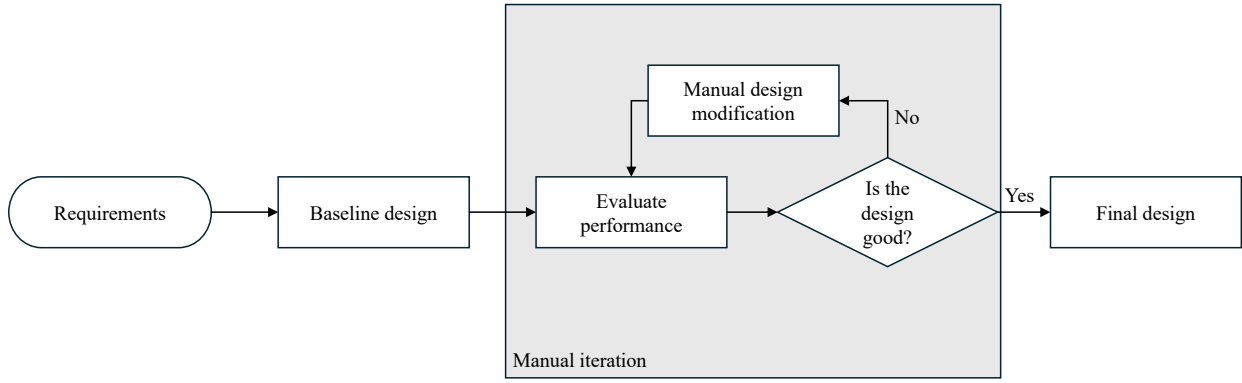 Requirements
Baseline design
Manual design
modification
Evaluate
performance
Is the
design
good?
No
Yes
Final design
Manual iteration